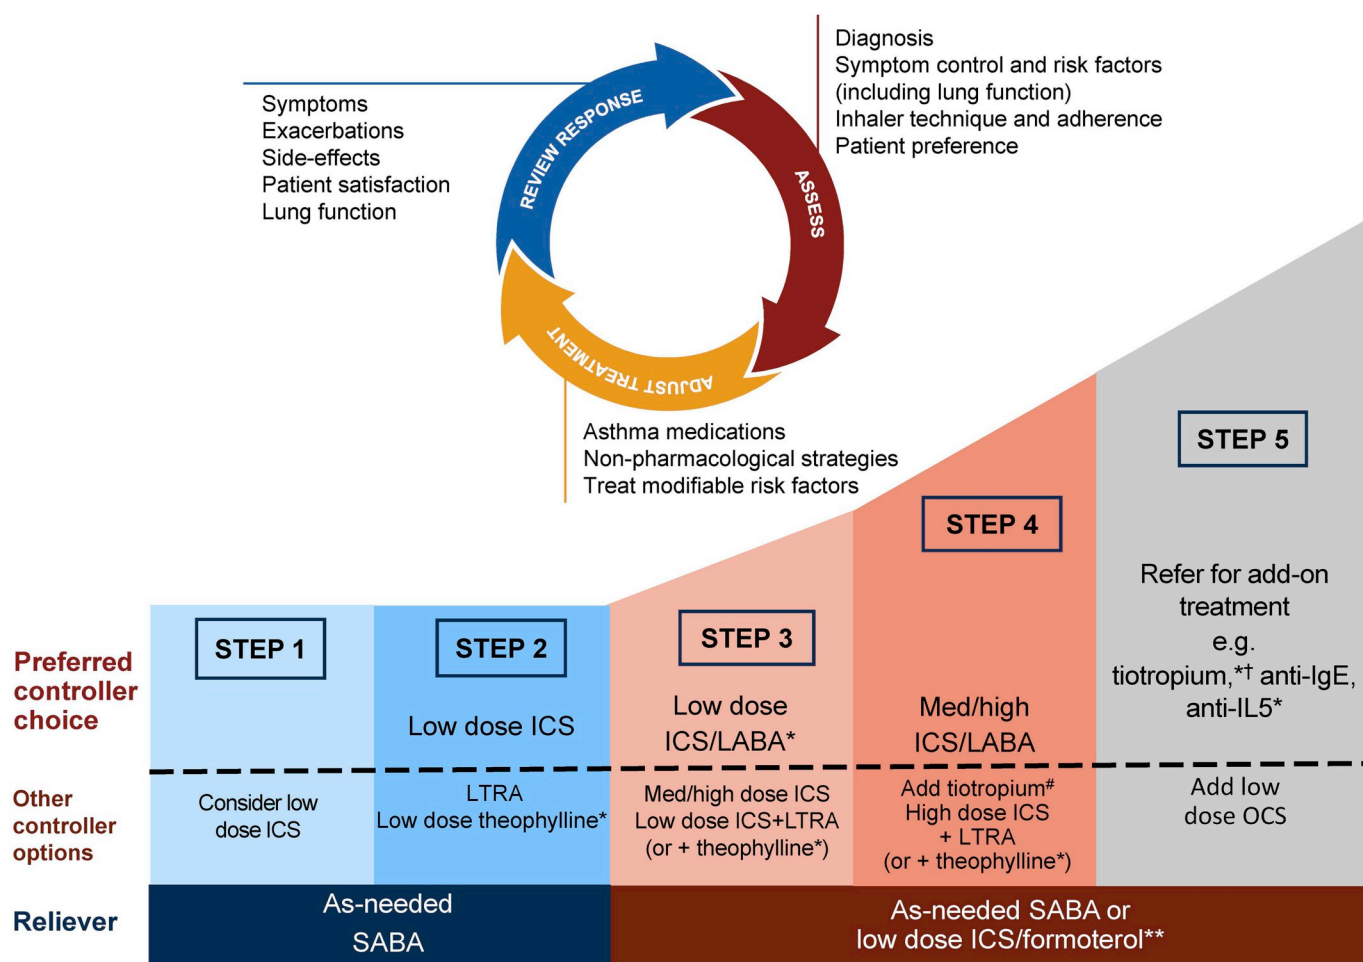 Symptoms
Exacerbations
Side-effects
Patient satisfaction
Lung function
REVIEW RESPONSE
Diagnosis
Symptom control and risk factors
(including lung function)
Inhaler technique and adherence
Patient preference
ASSESS
ADJUST TREATMENT
Asthma medications
Non-pharmacological strategies
Treat modifiable risk factors
STEP 1
STEP 2
STEP 3
STEP 4
STEP 5
Preferred
controller
choice
Low dose ICS
Low dose
ICS/LABA*
Med/high
ICS/LABA
Refer for add-on
treatment
e.g.
tiotropium,*† anti-IgE,
anti-IL5*
Other
controller
options
Consider low
dose ICS
LTRA
Low dose theophylline*
Med/high dose ICS
Low dose ICS+LTRA
(or + theophylline*)
Add tiotropium#
High dose ICS
+ LTRA
(or + theophylline*)
Add low
dose OCS
Reliever
As-needed
SABA
As-needed SABA or
low dose ICS/formoterol**